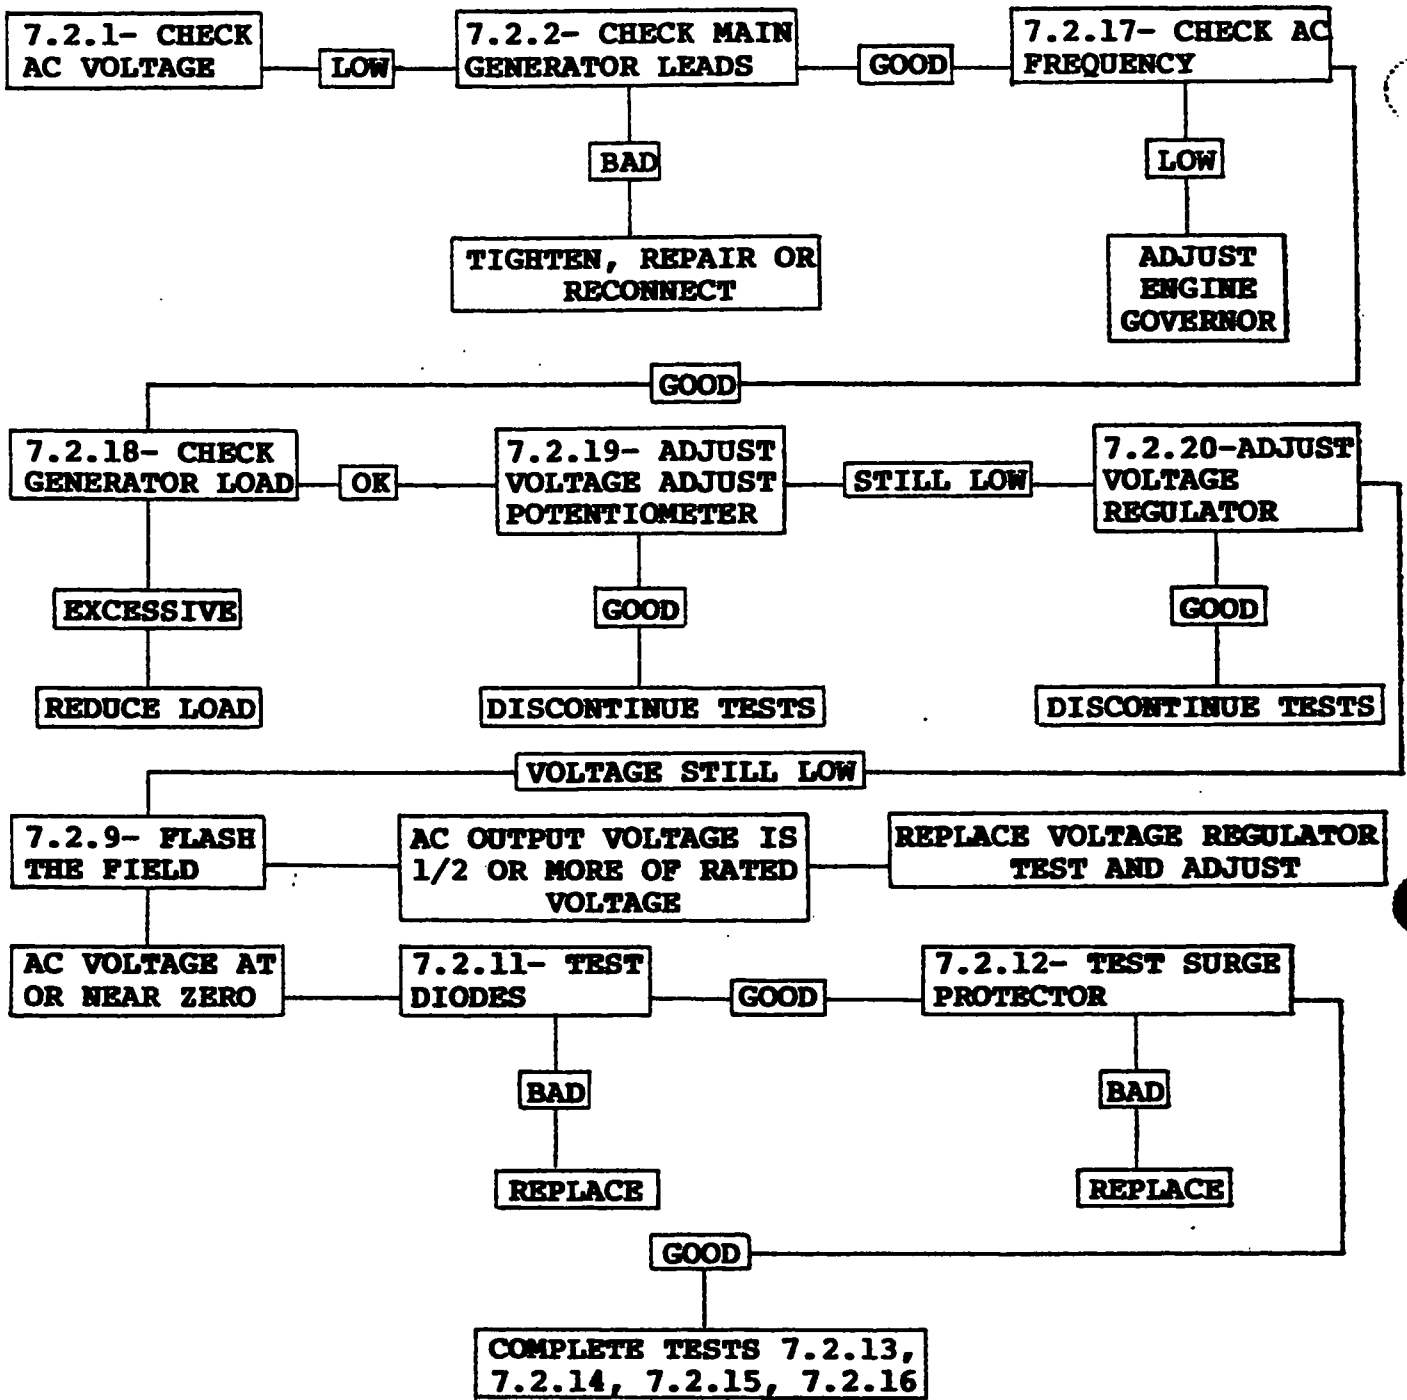 7.2.1- CHECK
AC VOLTAGE
LOW
7.2.2- CHECK MAIN
GENERATOR LEADS
GOOD
7.2.17- CHECK AC
FREQUENCY
BAD
LOW
TIGHTEN, REPAIR OR
RECONNECT
ADJUST
ENGINE
GOVERNOR
GOOD
7.2.18- CHECK
GENERATOR LOAD
OK
7.2.19- ADJUST
VOLTAGE ADJUST
POTENTIOMETER
STILL LOW
7.2.20-ADJUST
VOLTAGE
REGULATOR
EXCESSIVE
GOOD
GOOD
REDUCE LOAD
DISCONTINUE TESTS
DISCONTINUE TESTS
VOLTAGE STILL LOW
7.2.9- FLASH
THE FIELD
AC OUTPUT VOLTAGE IS
1/2 OR MORE OF RATED
VOLTAGE
REPLACE VOLTAGE REGULATOR
TEST AND ADJUST
AC VOLTAGE AT
OR NEAR ZERO
7.2.11- TEST
DIODES
GOOD
7.2.12- TEST SURGE
PROTECTOR
BAD
BAD
REPLACE
REPLACE
GOOD
COMPLETE TESTS 7.2.13,
7.2.14, 7.2.15, 7.2.16